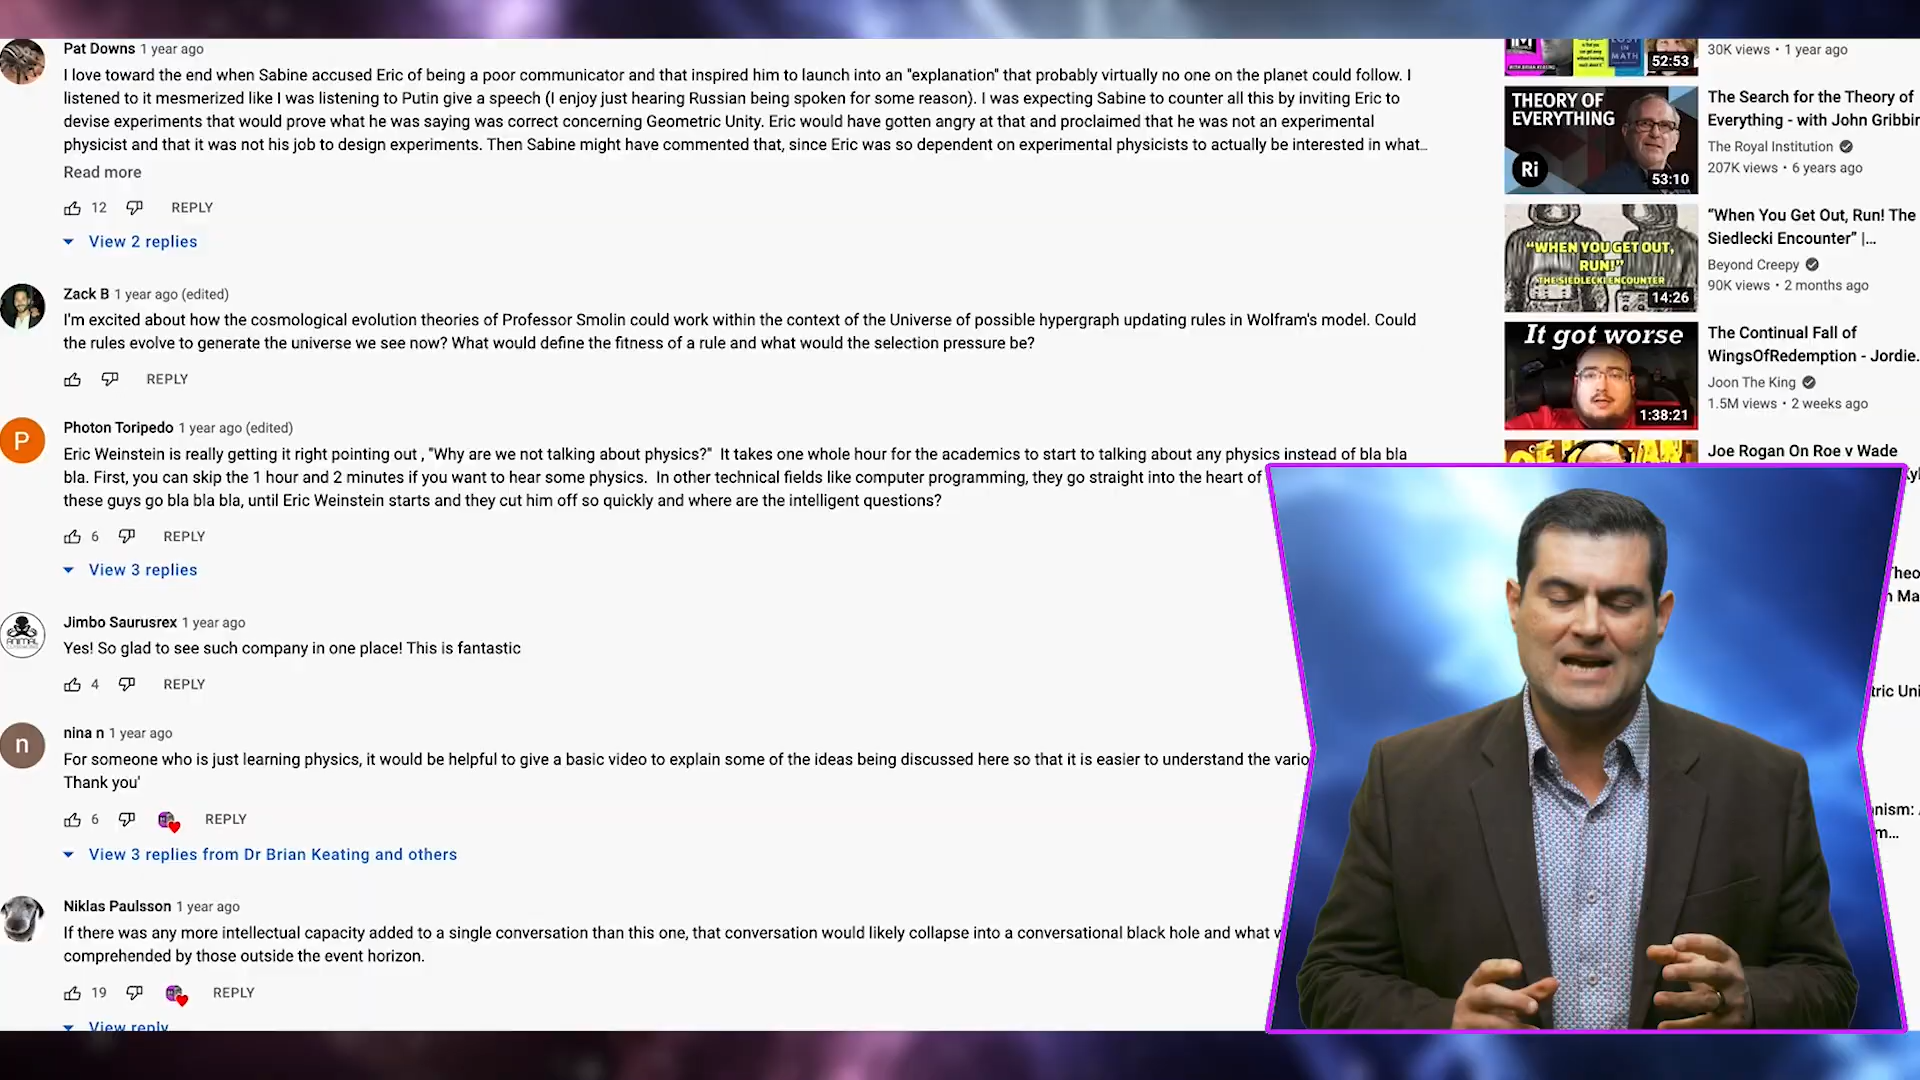 Pat Downs 1 year ago
I love toward the end when Sabine accused Eric of being a poor communicator and that inspired him to launch into an "explanation" that probably virtually no one on the planet could follow. I
listened to it mesmerized like I was listening to Putin give a speech (I enjoy just hearing Russian being spoken for some reason). I was expecting Sabine to counter all this by inviting Eric to
devise experiments that would prove what he was saying was correct concerning Geometric Unity. Eric would have gotten angry at that and proclaimed that he was not an experimental
physicist and that it was not his job to design experiments. Then Sabine might have commented that, since Eric was so dependent on experimental physicists to actually be interested in what...
Read more
12 REPLY
View 2 replies
Zack B 1 year ago (edited)
I'm excited about how the cosmological evolution theories of Professor Smolin could work within the context of the Universe of possible hypergraph updating rules in Wolfram's model. Could
the rules evolve to generate the universe we see now? What would define the fitness of a rule and what would the selection pressure be?
REPLY
P
Photon Toripedo 1 year ago (edited)
Eric Weinstein is really getting it right pointing out , "Why are we not talking about physics?"  It takes one whole hour for the academics to start to talking about any physics instead of bla bla
bla. First, you can skip the 1 hour and 2 minutes if you want to hear some physics.  In other technical fields like computer programming, they go straight into the heart of
these guys go bla bla bla, until Eric Weinstein starts and they cut him off so quickly and where are the intelligent questions?
6 REPLY
View 3 replies
ANIMAL
Jimbo Saurusrex 1 year ago
Yes! So glad to see such company in one place! This is fantastic
4 REPLY
n
nina n 1 year ago
For someone who is just learning physics, it would be helpful to give a basic video to explain some of the ideas being discussed here so that it is easier to understand the vario
Thank you'
6 REPLY
View 3 replies from Dr Brian Keating and others
Niklas Paulsson 1 year ago
If there was any more intellectual capacity added to a single conversation than this one, that conversation would likely collapse into a conversational black hole and what
comprehended by those outside the event horizon.
19 REPLY
View reply
IN
MATH
52:53
30K views • 1 year ago
THEORY OF
EVERYTHING
Ri
53:10
The Search for the Theory of
Everything - with John Gribbin
The Royal Institution
207K views • 6 years ago
"WHEN YOU GET OUT,
RUN!"
THE SIEDLECKI ENCOUNTER
14:26
“When You Get Out, Run! The
Siedlecki Encounter” |...
Beyond Creepy
90K views • 2 months ago
It got worse
1:38:21
The Continual Fall of
WingsOfRedemption - Jordie.
Joon The King
1.5M views • 2 weeks ago
Joe Rogan On Roe v Wade